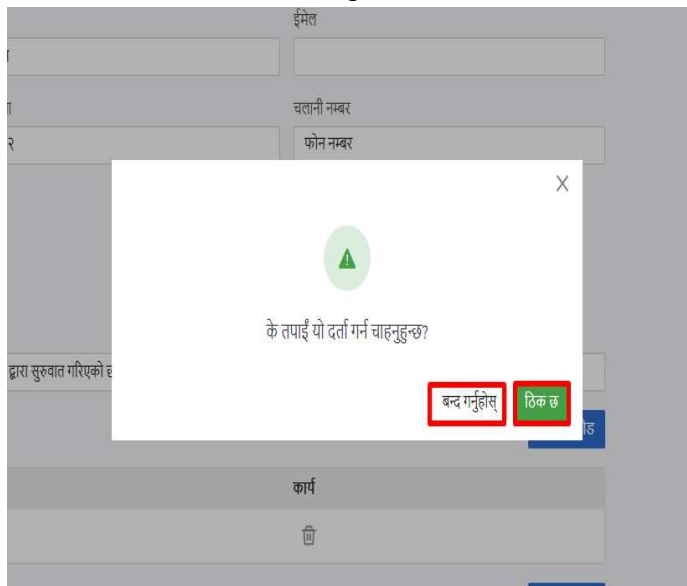 ईमेल
चलानी नम्बर
फोन नम्बर
X
के तपाईं यो दर्ता गर्न चाहनुहुन्छ?
द्वारा सुरुवात गरिएको
बन्द गर्नुहोस् ठिक छ
कार्य